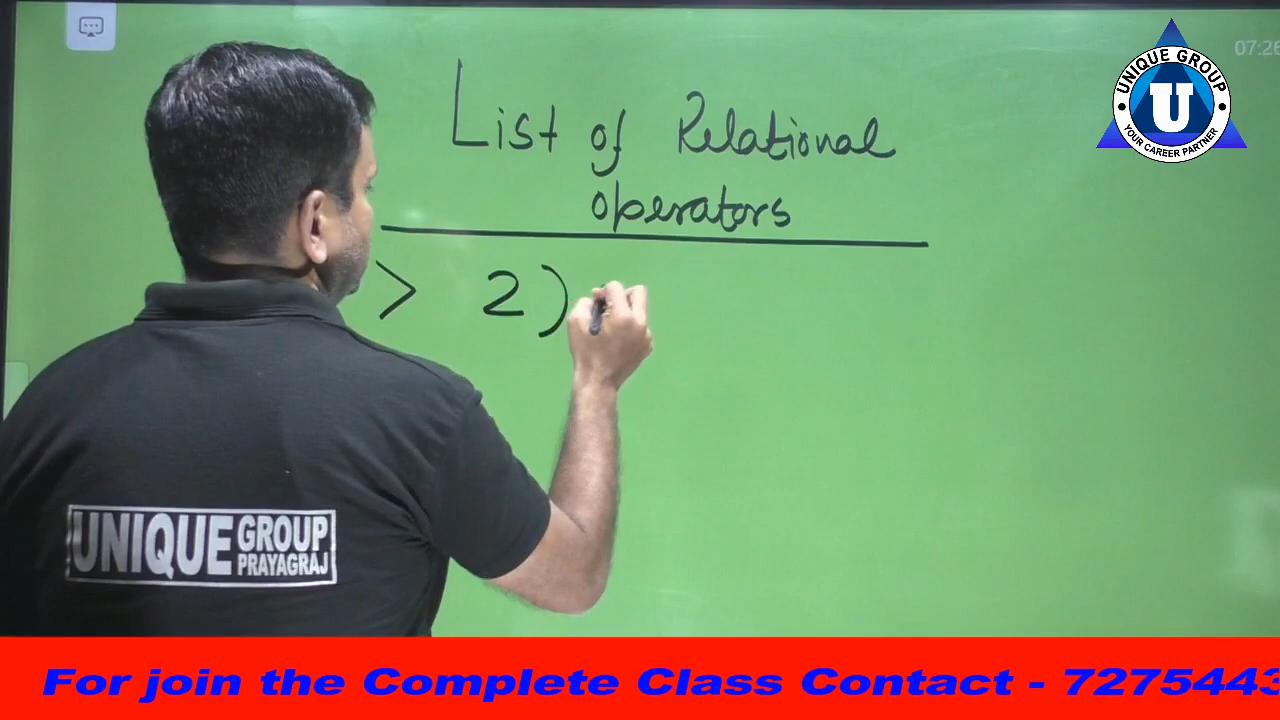 List of Relational
operators
> 2)
07:26
UNIQUE GROUP
U
YOUR CAREER PARTNER
UNIQUE GROUP
PRAYAGRAJ
For join the Complete Class Contact - 7275443